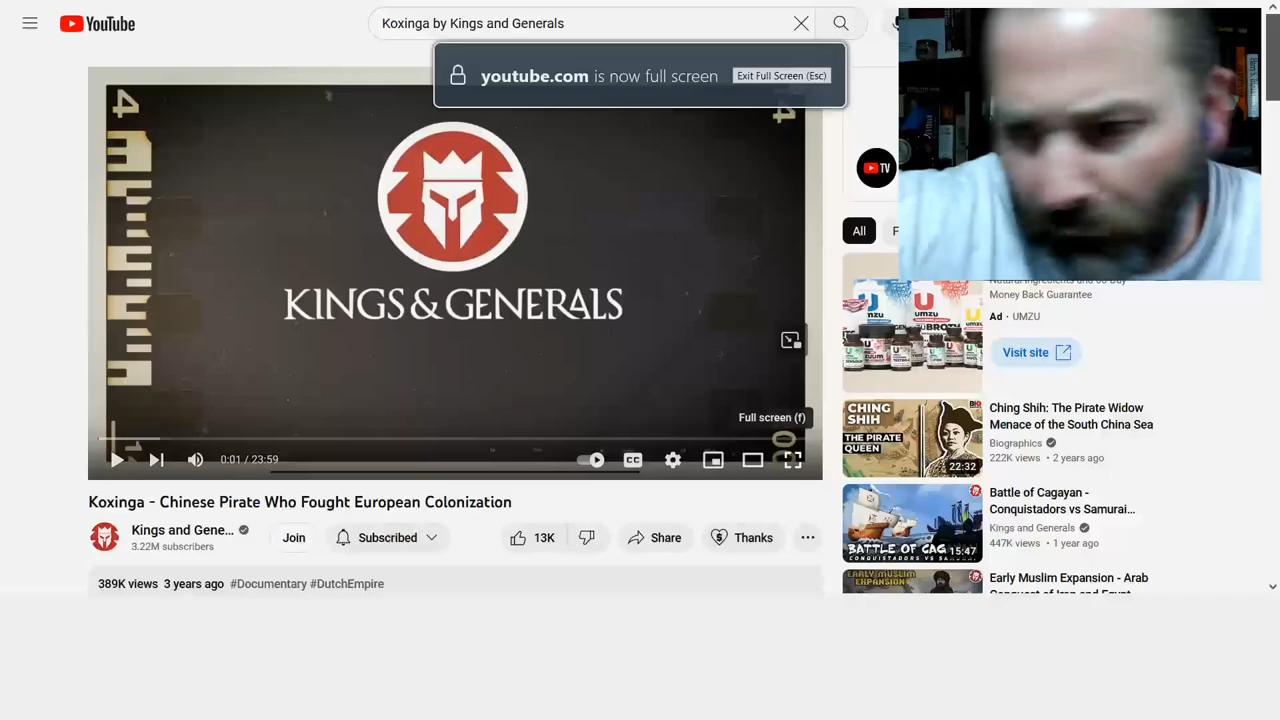 YouTube
Koxinga by Kings and Generals
youtube.com is now full screen
Exit Full Screen (Esc)
4
4
KINGS & GENERALS
Full screen (f)
0:01 / 23:59
CC
Koxinga - Chinese Pirate Who Fought European Colonization
Kings and Gene...
3.22M subscribers
Join
Subscribed
13K
Share
Thanks
389K views 3 years ago #Documentary #DutchEmpire
TV
All
F
Money Back Guarantee
Ad · UMZU
Visit site
CHING
SHIH
THE PIRATE
QUEEN
BIO
22:32
Ching Shih: The Pirate Widow
Menace of the South China Sea
Biographics
222K views · 2 years ago
BATTLE OF CAG
15:47
Battle of Cagayan -
Conquistadors vs Samurai...
Kings and Generals
447K views · 1 year ago
EARLY MUSLIM
EXPANSION
Early Muslim Expansion - Arab